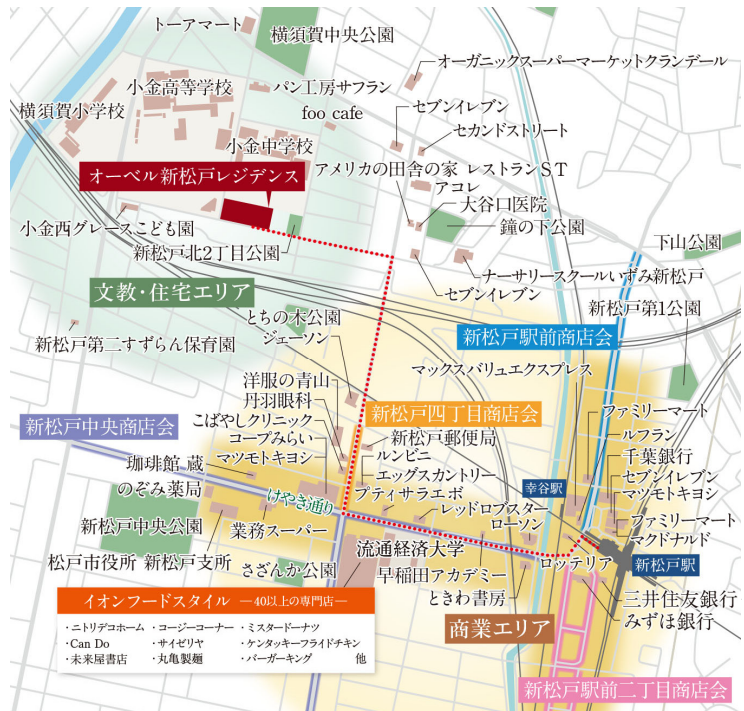 トーアマート
横須賀中央公園
オーガニックスーパーマーケットクランデール
小金高等学校
パン工房サフラン
横須賀小学校
foo cafe
セブンイレブン
セカンドストリート
小金中学校
アメリカの田舎の家 レストランS.T
オーベル新松戸レジデンス
アコレ
大谷口医院
小金西グレースこども園
鐘の下公園
新松戸北2丁目公園
下山公園
ナーサリースクールいずみ新松戸
文教・住宅エリア
セブンイレブン
とちの木公園
新松戸第1公園
ジェーソン
新松戸駅前商店会
新松戸第二すずらん保育園
マックスバリュエクスプレス
洋服の青山
丹羽眼科
新松戸四丁目商店会
ファミリーマート
新松戸中央商店会
こばやしクリニック
新松戸郵便局
ルフラン
コープみらい
ルンビニ
千葉銀行
珈琲館 蔵
マツモトキヨシ
エッグスカントリー
セブンイレブン
のぞみ薬局
けやき通り
プティサラエボ
幸谷駅
マツモトキヨシ
レッドロブスター
新松戸中央公園
業務スーパー
ローソン
ファミリーマート
マクドナルド
松戸市役所 新松戸支所
流通経済大学
ロッテリア
新松戸駅
さざんか公園
早稲田アカデミー
ときわ書房
三井住友銀行
みずほ銀行
イオンフードスタイル ―40以上の専門店―
・ニトリデコホーム ・コージーコーナー ・ミスタードーナツ
・Can Do ・サイゼリヤ ・ケンタッキーフライドチキン
・未来屋書店 ・丸亀製麺 ・バーガーキング 他
商業エリア
新松戸駅前二丁目商店会